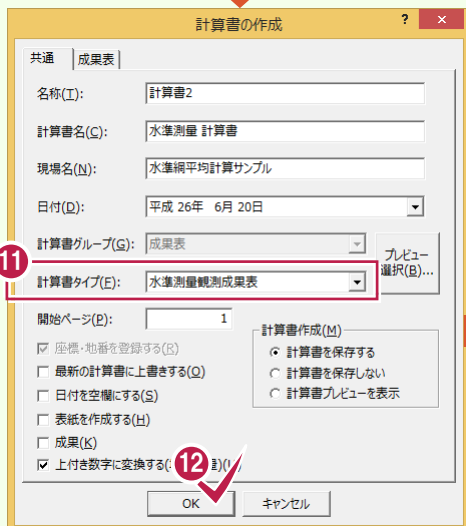 計算書の作成
? ×
共通 成果表
名称(T): 計算書2
計算書名(C): 水準測量 計算書
現場名(N): 水準網平均計算サンプル
日付(D): 平成 26年 6月 20日
計算書グループ(G): 成果表
プレビュー
選択(B)...
11
計算書タイプ(F): 水準測量観測成果表
開始ページ(P): 1
計算書作成(M)
座標・地番を登録する(R)
計算書を保存する
最新の計算書に上書きする(O)
計算書を保存しない
日付を空欄にする(S)
計算書プレビューを表示
表紙を作成する(H)
成果(K)
上付き数字に変換する(
12
OK キャンセル